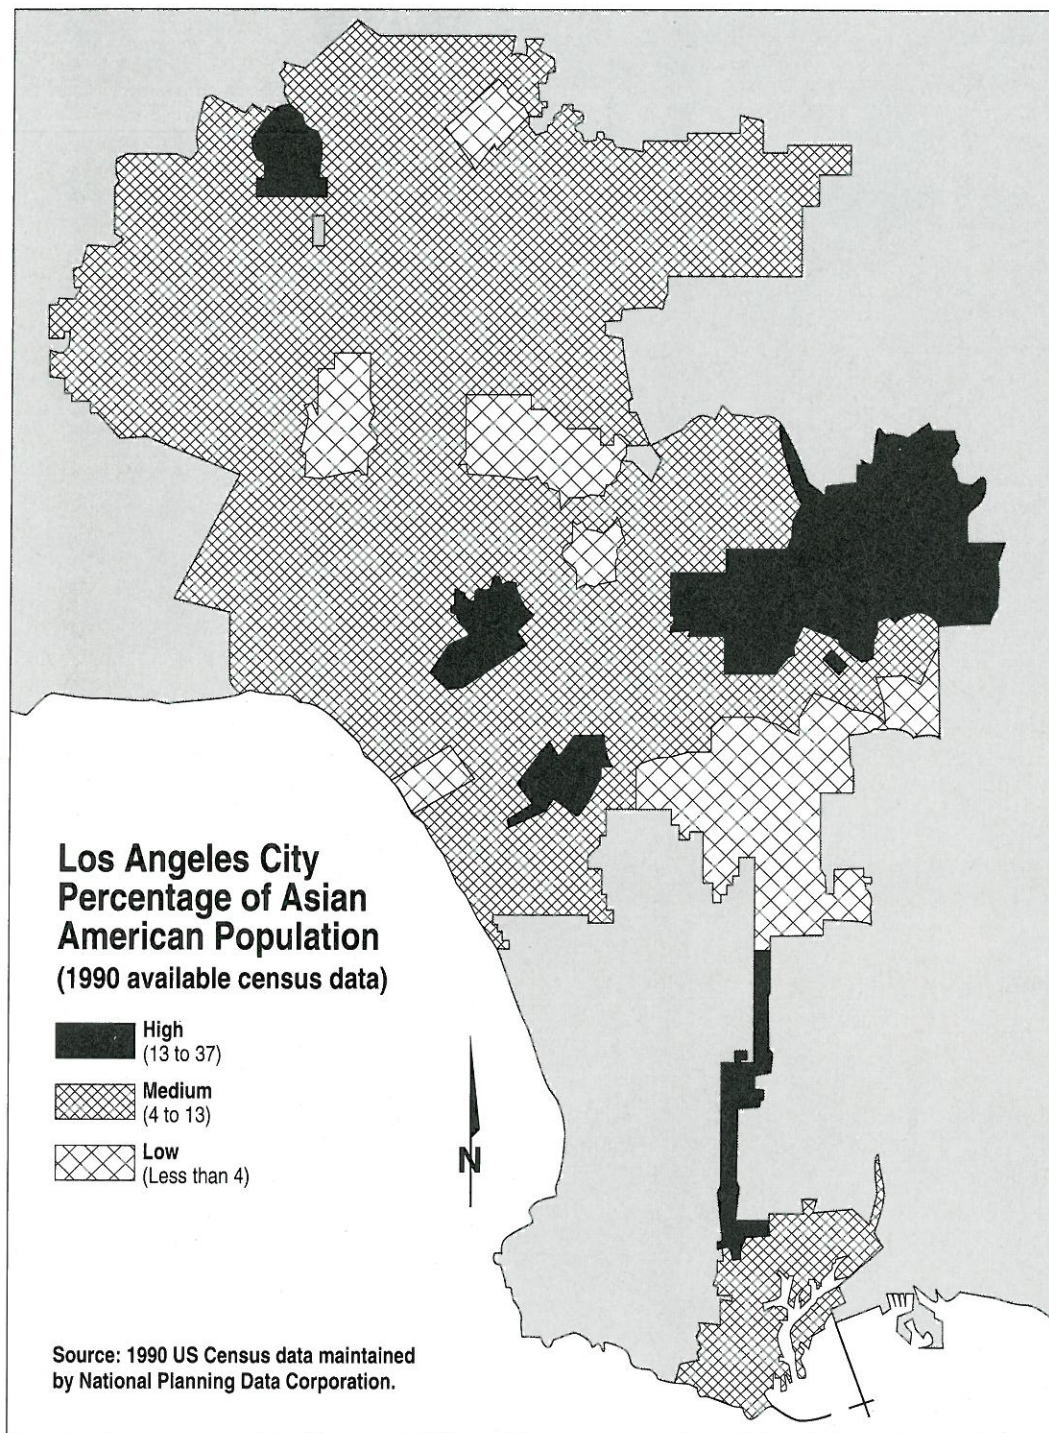 Los Angeles City
Percentage of Asian
American Population
(1990 available census data)
High
(13 to 37)
Medium
(4 to 13)
Low
(Less than 4)
N
Source: 1990 US Census data maintained
by National Planning Data Corporation.